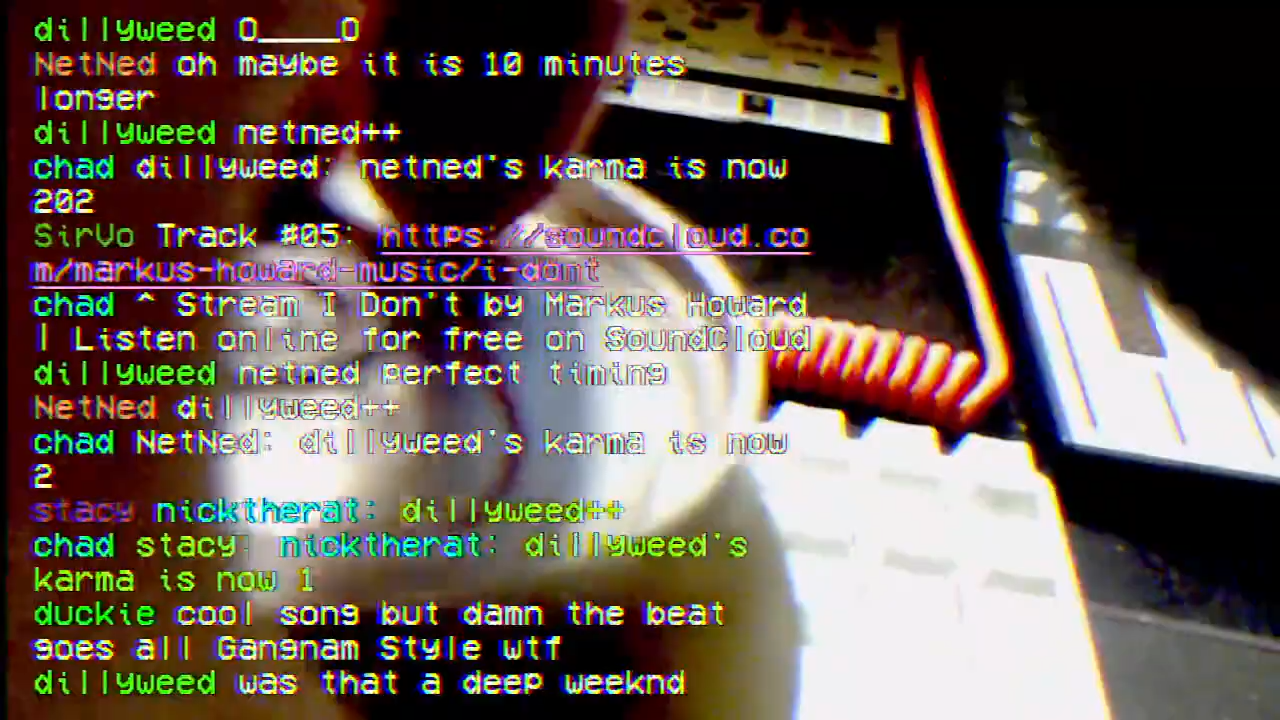 dillyweed O_____O
NetNed oh maybe it is 10 minutes
longer
dillyweed netned++
chad dillyweed: netned's karma is now
202
SirVo Track #05: https://soundcloud.co
m/markus-howard-music/i-dont
chad ^ Stream I Don't by Markus Howard
| Listen online for free on SoundCloud
dillyweed netned perfect timing
NetNed dillyweed++
chad NetNed: dillyweed's karma is now
2
stacy nicktherat: dillyweed++
chad stacy: nicktherat: dillyweed's
karma is now 1
duckie cool song but damn the beat
goes all Gangnam Style wtf
dillyweed was that a deep weeknd